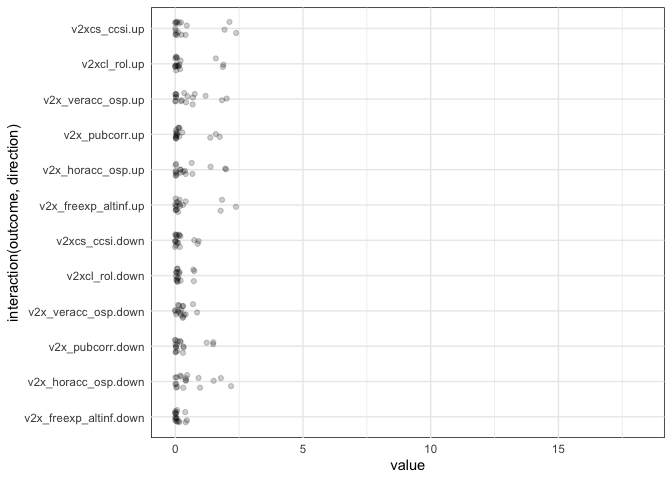 v2xcs_ccsi.up
v2xcl_rol.up
v2x_veracc_osp.up
v2x_pubcorr.up
v2x_horacc_osp.up
v2x_freexp_altinf.up
v2xcs_ccsi.down
v2xcl_rol.down
v2x_veracc_osp.down
v2x_pubcorr.down
v2x_horacc_osp.down
v2x_freexp_altinf.down
interaction(outcome, direction)
0 5 10 15
value